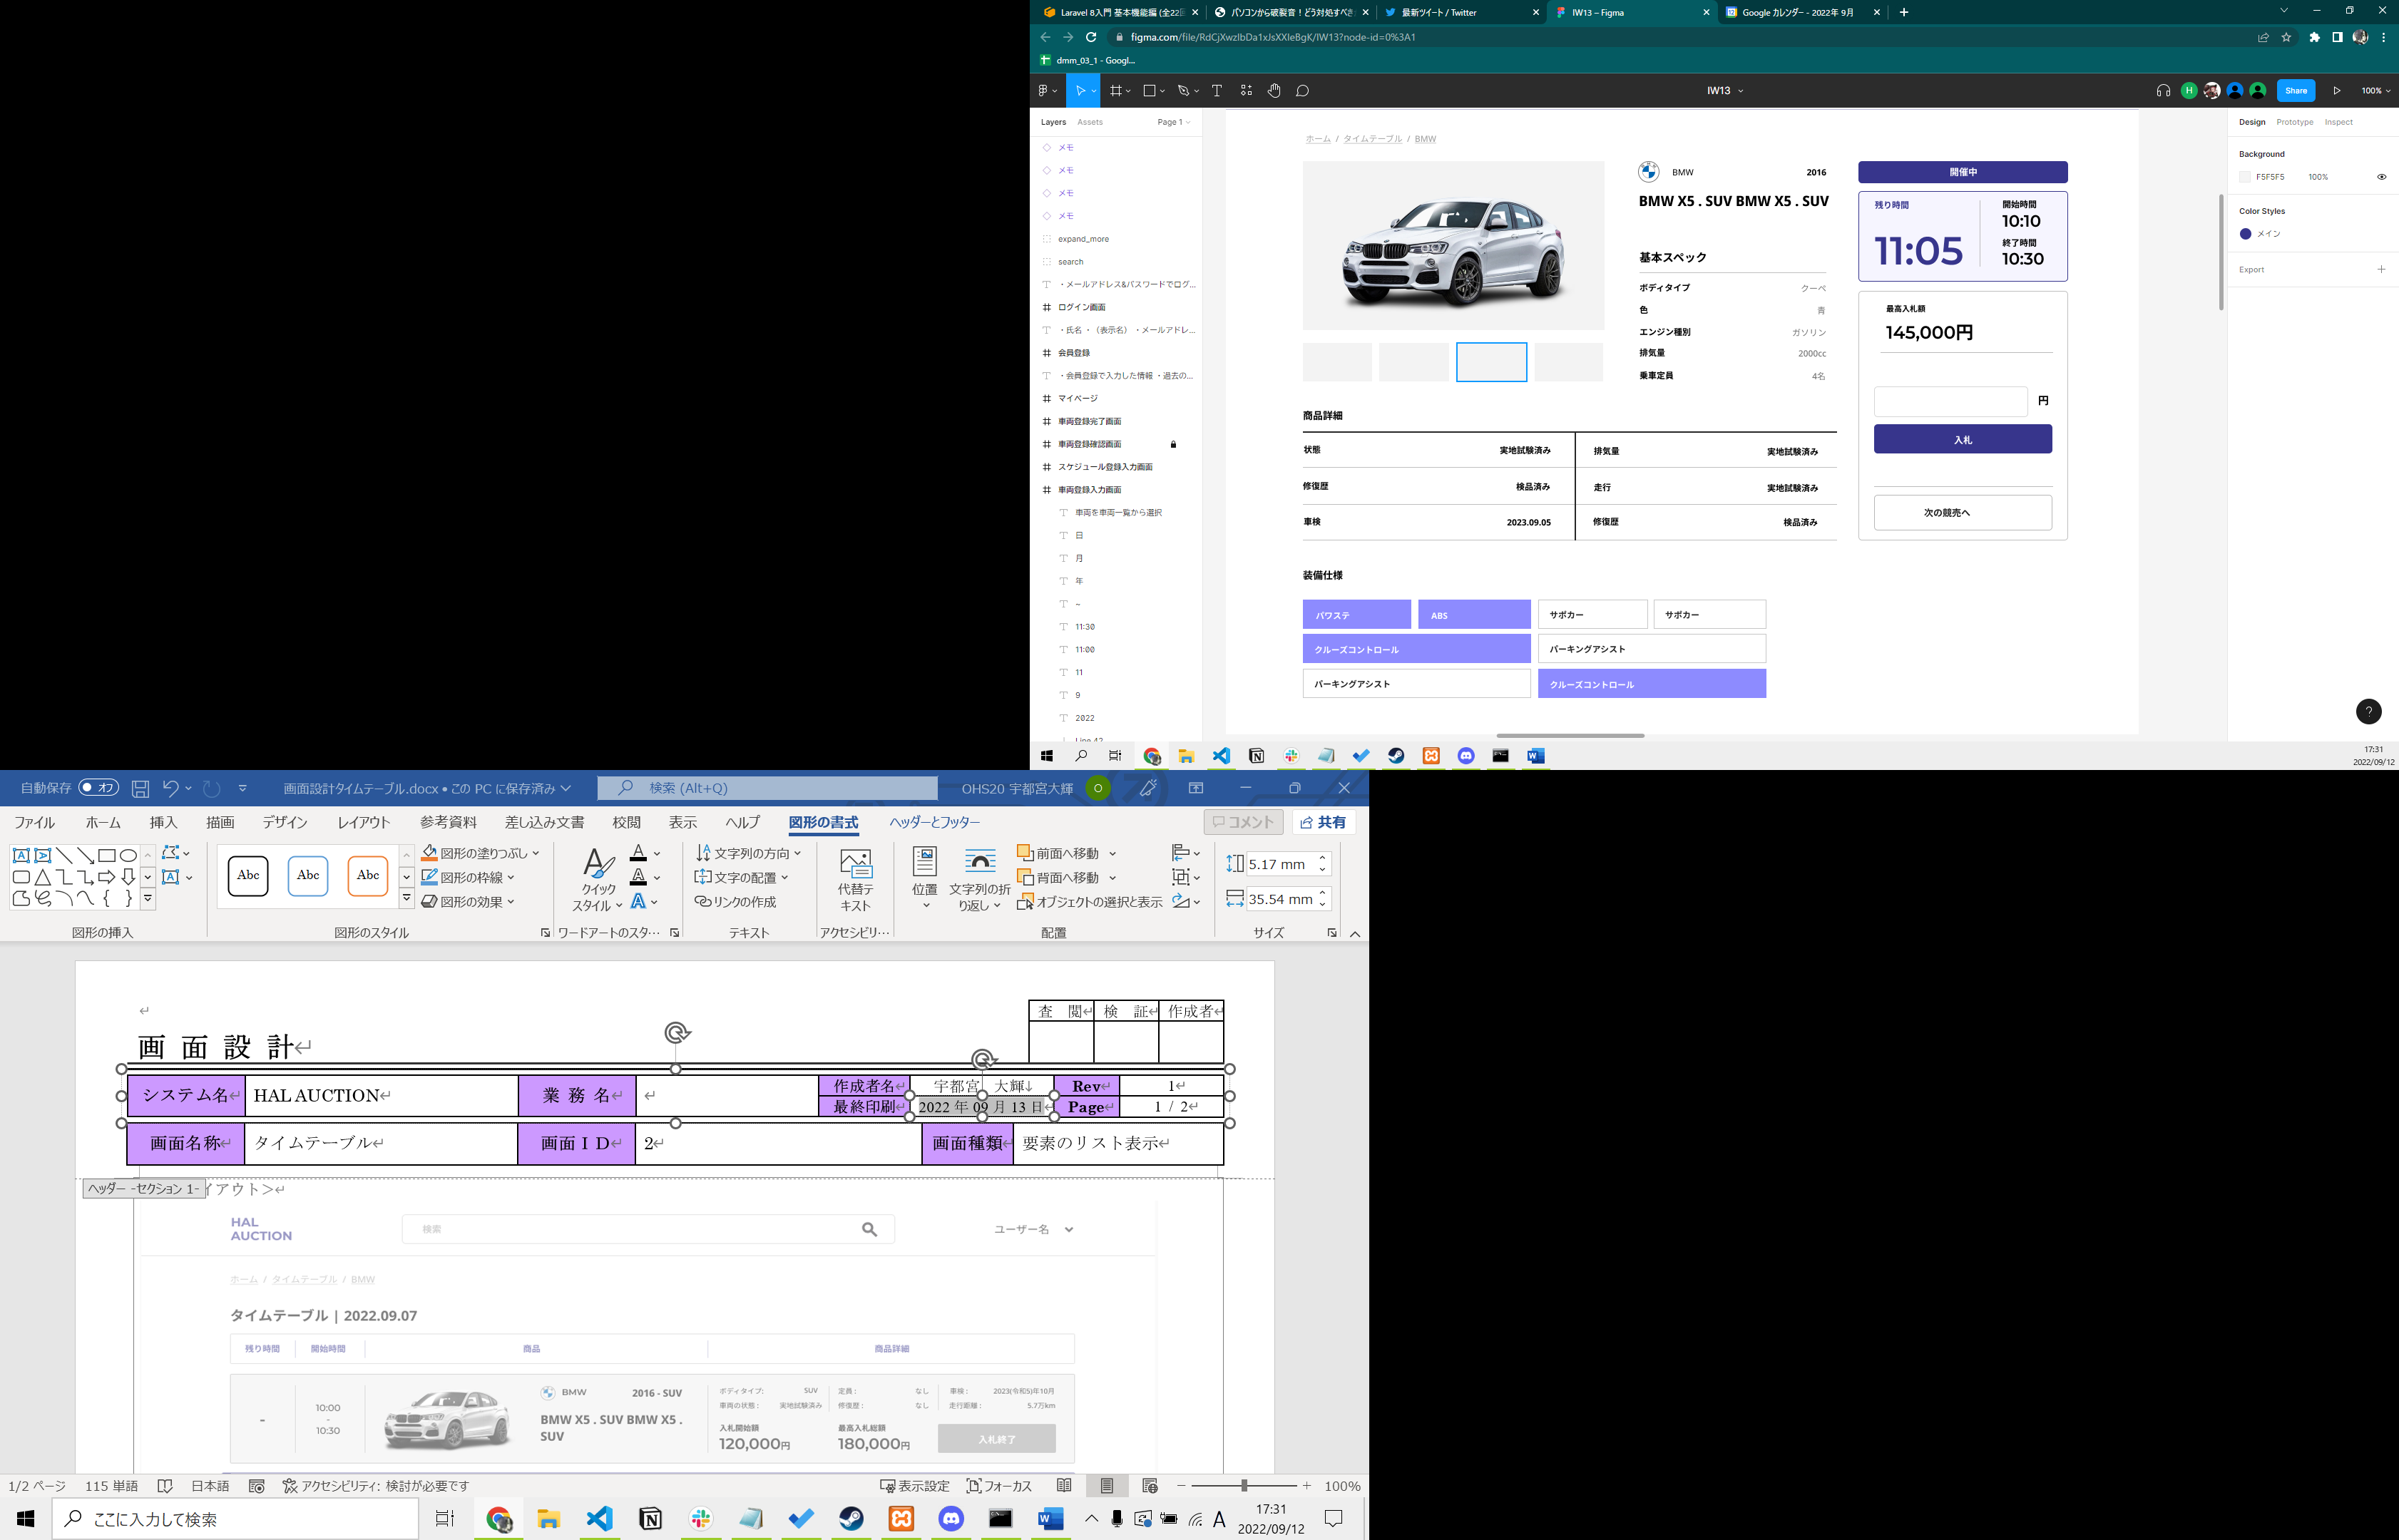 Laravel 8入門 基本機能編 (全22回
パソコンから破裂音！どう対処すべき
最新ツイート / Twitter
IW13 – Figma
Google カレンダー - 2022年 9月
figma.com/file/RdCjXwzIbDa1xJsXXIeBgK/IW13?node-id=0%3A1
dmm_03_1 - Googl...
IW13
H
Share
100%
Layers
Assets
Page 1
メモ
メモ
メモ
メモ
expand_more
search
・メールアドレス&パスワードでログ...
ログイン画面
・氏名 ・（表示名） ・メールアドレ...
会員登録
・会員登録で入力した情報 ・過去の...
マイページ
車両登録完了画面
車両登録確認画面
スケジュール登録入力画面
車両登録入力画面
車両を車両一覧から選択
日
月
年
~
11:30
11:00
11
9
2022
Line 42
ホーム / タイムテーブル / BMW
BMW
2016
BMW X5 . SUV BMW X5 . SUV
基本スペック
ボディタイプ
クーペ
色
青
エンジン種別
ガソリン
排気量
2000cc
乗車定員
4名
開催中
残り時間
11:05
開始時間
10:10
終了時間
10:30
最高入札額
145,000円
円
入札
次の競売へ
商品詳細
状態
実地試験済み
排気量
実地試験済み
修復歴
検品済み
走行
実地試験済み
車検
2023.09.05
修復歴
検品済み
装備仕様
パワステ
ABS
サポカー
サポカー
クルーズコントロール
パーキングアシスト
パーキングアシスト
クルーズコントロール
Design
Prototype
Inspect
Background
F5F5F5
100%
Color Styles
メイン
Export
?
17:31
2022/09/12
自動保存
オフ
画面設計タイムテーブル.docx • この PC に保存済み
検索 (Alt+Q)
OHS20 宇都宮大輝
O
ファイル
ホーム
挿入
描画
デザイン
レイアウト
参考資料
差し込み文書
校閲
表示
ヘルプ
図形の書式
ヘッダーとフッター
コメント
共有
Abc
Abc
Abc
図形の塗りつぶし
図形の枠線
図形の効果
クイック
スタイル
文字列の方向
文字の配置
リンクの作成
代替テ
キスト
位置
文字列の折
り返し
前面へ移動
背面へ移動
オブジェクトの選択と表示
5.17 mm
35.54 mm
図形の挿入
図形のスタイル
ワードアートのスタ…
テキスト
アクセシビリ…
配置
サイズ
査 閲
検 証
作成者
画 面 設 計
システム名
HAL AUCTION
業 務 名
作成者名
宇都宮 大輝
Rev
1
最終印刷
2022 年 09 月 13 日
Page
1 / 2
画面名称
タイムテーブル
画面ＩＤ
2
画面種類
要素のリスト表示
ヘッダー -セクション 1-
イアウト＞
HAL
AUCTION
検索
ユーザー名
ホーム / タイムテーブル / BMW
タイムテーブル | 2022.09.07
残り時間
開始時間
商品
商品詳細
-
10:00
-
10:30
BMW
2016 - SUV
BMW X5 . SUV BMW X5 .
SUV
ボディタイプ:
SUV
定員 :
なし
車検 :
2023(令和5)年10月
車両の状態 :
実地試験済み
修復歴 :
なし
走行距離 :
5.7万km
入札開始額
120,000円
最高入札総額
180,000円
入札終了
1/2 ページ
115 単語
日本語
アクセシビリティ: 検討が必要です
表示設定
フォーカス
100%
ここに入力して検索
A
17:31
2022/09/12